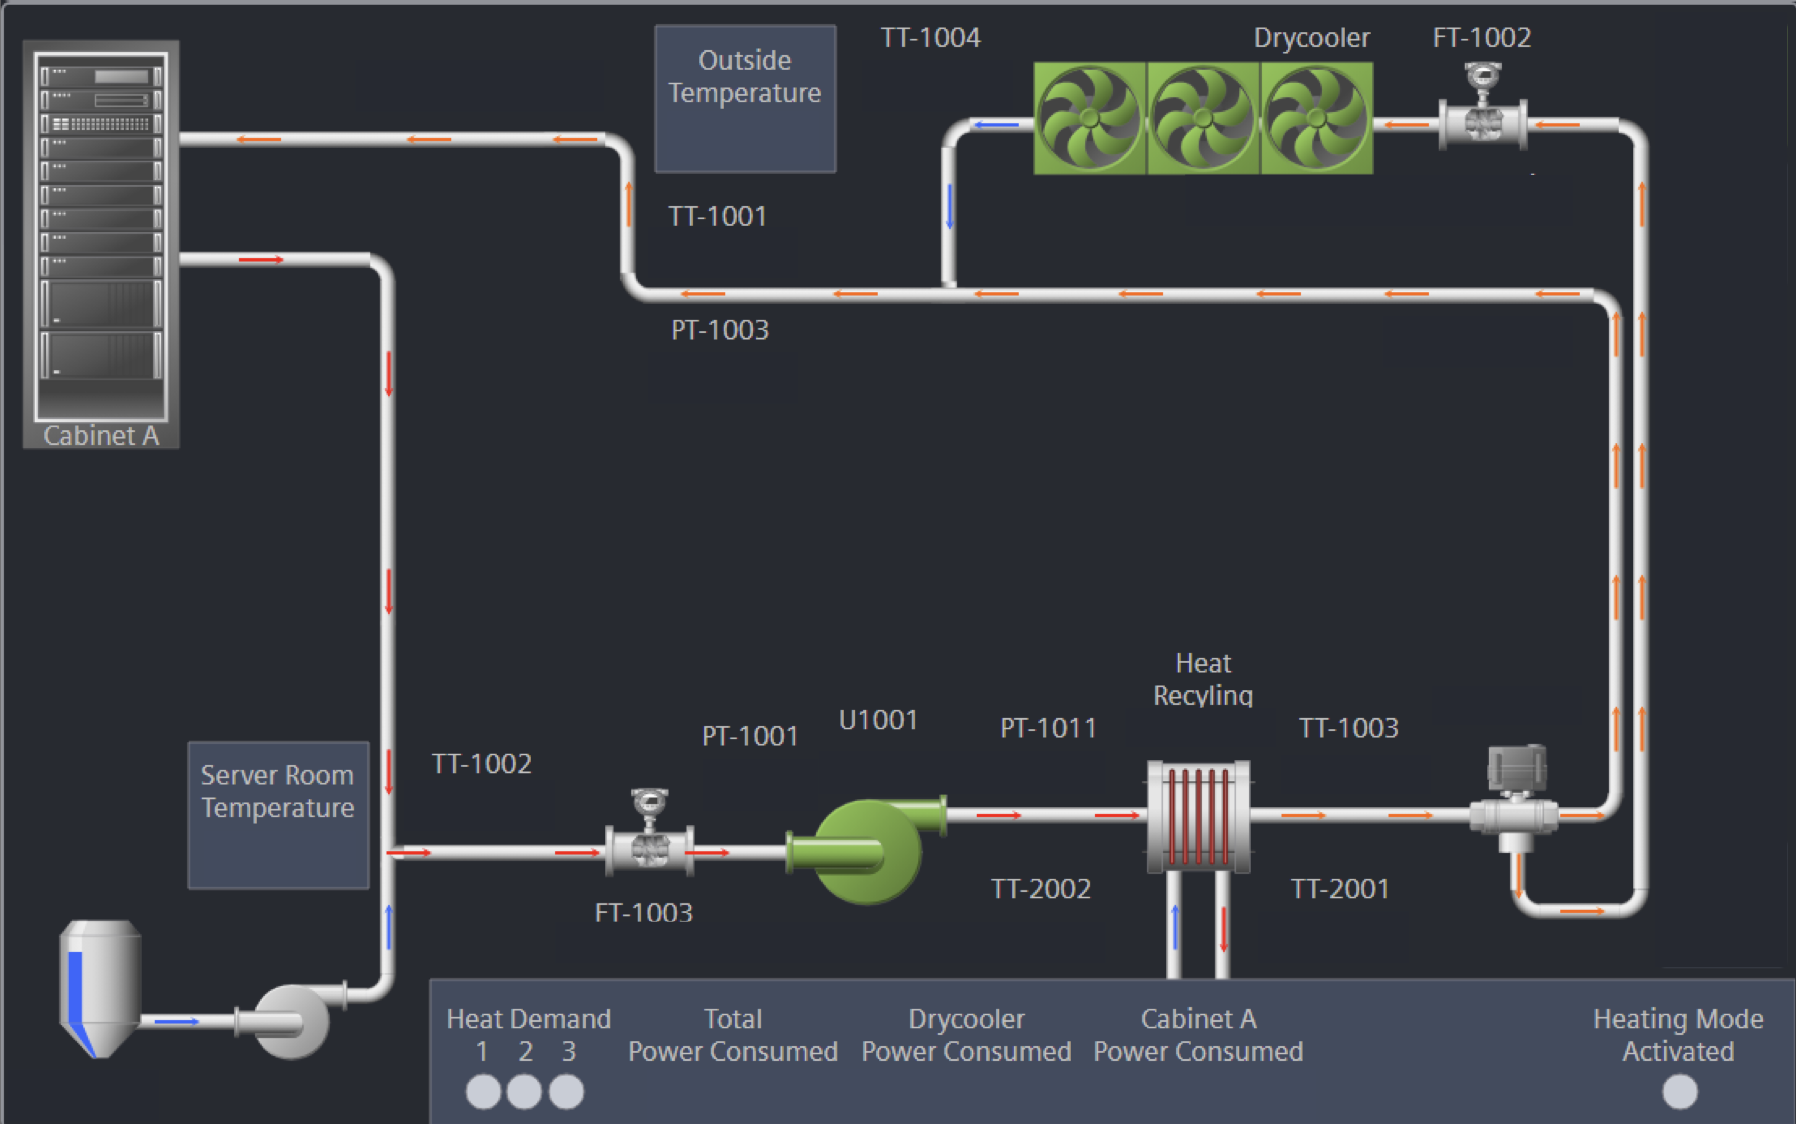 TT-1004
Drycooler
FT-1002
Outside
Temperature
TT-1001
PT-1003
Cabinet A
Heat
Recyling
PT-1001
U1001
PT-1011
TT-1003
TT-1002
Server Room
Temperature
TT-2002
TT-2001
FT-1003
Heat Demand
1 2 3
Total
Power Consumed
Drycooler
Power Consumed
Cabinet A
Power Consumed
Heating Mode
Activated